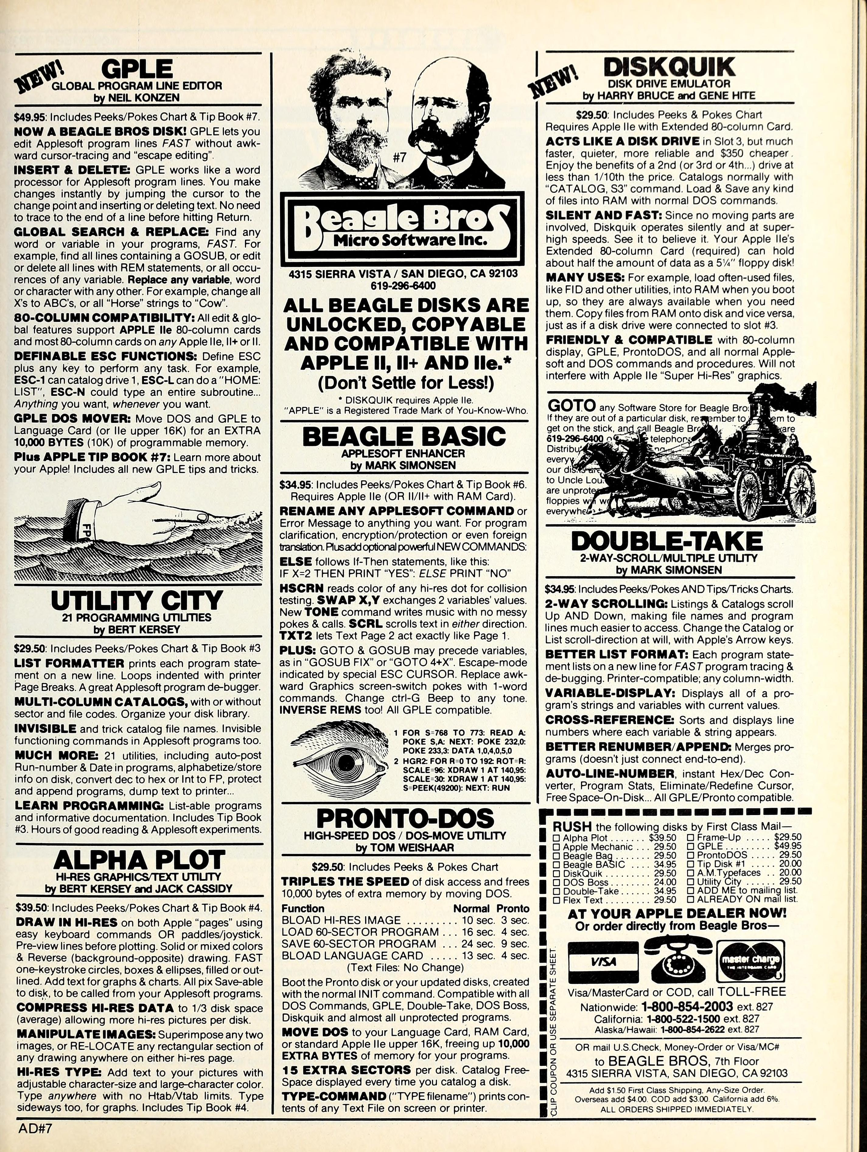 NEW!
GPLE
GLOBAL PROGRAM LINE EDITOR
by NEIL KONZEN
$49.95: Includes Peeks/Pokes Chart & Tip Book #7.
NOW A BEAGLE BROS DISK! GPLE lets you
edit Applesoft program lines FAST without awk-
ward cursor-tracing and "escape editing".
INSERT & DELETE: GPLE works like a word
processor for Applesoft program lines. You make
changes instantly by jumping the cursor to the
change point and inserting or deleting text. No need
to trace to the end of a line before hitting Return.
GLOBAL SEARCH & REPLACE: Find any
word or variable in your programs, FAST. For
example, find all lines containing a GOSUB, or edit
or delete all lines with REM statements, or all occu-
rences of any variable. Replace any variable, word
or character with any other. For example, change all
X's to ABC's, or all "Horse" strings to "Cow".
80-COLUMN COMPATIBILITY: All edit & glo-
bal features support APPLE IIe 80-column cards
and most 80-column cards on any Apple IIe, II+ or II.
DEFINABLE ESC FUNCTIONS: Define ESC
plus any key to perform any task. For example,
ESC-1 can catalog drive 1, ESC-L can do a "HOME:
LIST", ESC-N could type an entire subroutine...
Anything you want, whenever you want.
GPLE DOS MOVER: Move DOS and GPLE to
Language Card (or IIe upper 16K) for an EXTRA
10,000 BYTES (10K) of programmable memory.
Plus APPLE TIP BOOK #7: Learn more about
your Apple! Includes all new GPLE tips and tricks.
FP
UTILITY CITY
21 PROGRAMMING UTILITIES
by BERT KERSEY
$29.50: Includes Peeks/Pokes Chart & Tip Book #3
LIST FORMATTER prints each program state-
ment on a new line. Loops indented with printer
Page Breaks. A great Applesoft program de-bugger.
MULTI-COLUMN CATALOGS, with or without
sector and file codes. Organize your disk library.
INVISIBLE and trick catalog file names. Invisible
functioning commands in Applesoft programs too.
MUCH MORE: 21 utilities, including auto-post
Run-number & Date in programs, alphabetize/store
info on disk, convert dec to hex or Int to FP, protect
and append programs, dump text to printer...
LEARN PROGRAMMING: List-able programs
and informative documentation. Includes Tip Book
#3. Hours of good reading & Applesoft experiments.
ALPHA PLOT
HI-RES GRAPHICS/TEXT UTILITY
by BERT KERSEY and JACK CASSIDY
$39.50: Includes Peeks/Pokes Chart & Tip Book #4.
DRAW IN HI-RES on both Apple "pages" using
easy keyboard commands OR paddles/joystick.
Pre-view lines before plotting. Solid or mixed colors
& Reverse (background-opposite) drawing. FAST
one-keystroke circles, boxes & ellipses, filled or out-
lined. Add text for graphs & charts. All pix Save-able
to disk, to be called from your Applesoft programs.
COMPRESS HI-RES DATA to 1/3 disk space
(average) allowing more hi-res pictures per disk.
MANIPULATE IMAGES: Superimpose any two
images, or RE-LOCATE any rectangular section of
any drawing anywhere on either hi-res page.
HI-RES TYPE: Add text to your pictures with
adjustable character-size and large-character color.
Type anywhere with no Htab/Vtab limits. Type
sideways too, for graphs. Includes Tip Book #4.
AD#7
#7
Beagle Bros
Micro Software Inc.
4315 SIERRA VISTA / SAN DIEGO, CA 92103
619-296-6400
ALL BEAGLE DISKS ARE
UNLOCKED, COPYABLE
AND COMPATIBLE WITH
APPLE II, II+ AND IIe.*
(Don't Settle for Less!)
* DISKQUIK requires Apple IIe.
"APPLE" is a Registered Trade Mark of You-Know-Who.
BEAGLE BASIC
APPLESOFT ENHANCER
by MARK SIMONSEN
$34.95: Includes Peeks/Pokes Chart & Tip Book #6.
Requires Apple IIe (OR II/II+ with RAM Card).
RENAME ANY APPLESOFT COMMAND or
Error Message to anything you want. For program
clarification, encryption/protection or even foreign
translation. Plus add optional powerful NEW COMMANDS:
ELSE follows If-Then statements, like this:
IF X=2 THEN PRINT "YES": ELSE PRINT "NO"
HSCRN reads color of any hi-res dot for collision
testing. SWAP X,Y exchanges 2 variables' values.
New TONE command writes music with no messy
pokes & calls. SCRL scrolls text in either direction.
TXT2 lets Text Page 2 act exactly like Page 1.
PLUS: GOTO & GOSUB may precede variables,
as in "GOSUB FIX" or "GOTO 4+X". Escape-mode
indicated by special ESC CURSOR. Replace awk-
ward Graphics screen-switch pokes with 1-word
commands. Change ctrl-G Beep to any tone.
INVERSE REMS too! All GPLE compatible.
1 FOR S=768 TO 773: READ A:
POKE S,A: NEXT: POKE 232,0:
POKE 233,3: DATA 1,0,4,0,5,0
2 HGR2: FOR R=0 TO 192: ROT=R:
SCALE=96: XDRAW 1 AT 140,95:
SCALE=30: XDRAW 1 AT 140,95:
S=PEEK(49200): NEXT: RUN
PRONTO-DOS
HIGH-SPEED DOS / DOS-MOVE UTILITY
by TOM WEISHAAR
$29.50: Includes Peeks & Pokes Chart
TRIPLES THE SPEED of disk access and frees
10,000 bytes of extra memory by moving DOS.
Function Normal Pronto
BLOAD HI-RES IMAGE ......... 10 sec. 3 sec.
LOAD 60-SECTOR PROGRAM ... 16 sec. 4 sec.
SAVE 60-SECTOR PROGRAM ... 24 sec. 9 sec.
BLOAD LANGUAGE CARD ..... 13 sec. 4 sec.
(Text Files: No Change)
Boot the Pronto disk or your updated disks, created
with the normal INIT command. Compatible with all
DOS Commands, GPLE, Double-Take, DOS Boss,
Diskquik and almost all unprotected programs.
MOVE DOS to your Language Card, RAM Card,
or standard Apple IIe upper 16K, freeing up 10,000
EXTRA BYTES of memory for your programs.
15 EXTRA SECTORS per disk. Catalog Free-
Space displayed every time you catalog a disk.
TYPE-COMMAND ("TYPE filename") prints con-
tents of any Text File on screen or printer.
NEW!
DISKQUIK
DISK DRIVE EMULATOR
by HARRY BRUCE and GENE HITE
$29.50: Includes Peeks & Pokes Chart
Requires Apple IIe with Extended 80-column Card.
ACTS LIKE A DISK DRIVE in Slot 3, but much
faster, quieter, more reliable and $350 cheaper.
Enjoy the benefits of a 2nd (or 3rd or 4th...) drive at
less than 1/10th the price. Catalogs normally with
"CATALOG, S3" command. Load & Save any kind
of files into RAM with normal DOS commands.
SILENT AND FAST: Since no moving parts are
involved, Diskquik operates silently and at super-
high speeds. See it to believe it. Your Apple IIe's
Extended 80-column Card (required) can hold
about half the amount of data as a 5¼" floppy disk!
MANY USES: For example, load often-used files,
like FID and other utilities, into RAM when you boot
up, so they are always available when you need
them. Copy files from RAM onto disk and vice versa,
just as if a disk drive were connected to slot #3.
FRIENDLY & COMPATIBLE with 80-column
display, GPLE, ProntoDOS, and all normal Apple-
soft and DOS commands and procedures. Will not
interfere with Apple IIe "Super Hi-Res" graphics.
GOTO any Software Store for Beagle Bro
If they are out of a particular disk, re mber to em to
get on the stick, and call Beagle Bro are
619-296-6400 telephon
Distribu
every
our dis
to Uncle Lou
are unprote
floppies w
everywhe
DOUBLE-TAKE
2-WAY-SCROLL/MULTIPLE UTILITY
by MARK SIMONSEN
$34.95: Includes Peeks/Pokes AND Tips/Tricks Charts.
2-WAY SCROLLING: Listings & Catalogs scroll
Up AND Down, making file names and program
lines much easier to access. Change the Catalog or
List scroll-direction at will, with Apple's Arrow keys.
BETTER LIST FORMAT: Each program state-
ment lists on a new line for FAST program tracing &
de-bugging. Printer-compatible; any column-width.
VARIABLE-DISPLAY: Displays all of a pro-
gram's strings and variables with current values.
CROSS-REFERENCE: Sorts and displays line
numbers where each variable & string appears.
BETTER RENUMBER/APPEND: Merges pro-
grams (doesn't just connect end-to-end).
AUTO-LINE-NUMBER, instant Hex/Dec Con-
verter, Program Stats, Eliminate/Redefine Cursor,
Free Space-On-Disk... All GPLE/Pronto compatible.
CLIP COUPON OR USE SEPARATE SHEET
RUSH the following disks by First Class Mail—
☐ Alpha Plot ...... $39.50 ☐ Frame-Up ..... $29.50
☐ Apple Mechanic ... 29.50 ☐ GPLE ......... $49.95
☐ Beagle Bag ...... 29.50 ☐ ProntoDOS .... 29.50
☐ Beagle BASIC .... 34.95 ☐ Tip Disk #1 .... 20.00
☐ DiskQuik ........ 29.50 ☐ A.M.Typefaces .. 20.00
☐ DOS Boss ....... 24.00 ☐ Utility City ...... 29.50
☐ Double-Take ..... 34.95 ☐ ADD ME to mailing list.
☐ Flex Text ........ 29.50 ☐ ALREADY ON mail list.
AT YOUR APPLE DEALER NOW!
Or order directly from Beagle Bros—
VISA
master charge
THE INTERBANK CARD
Visa/MasterCard or COD, call TOLL-FREE
Nationwide: 1-800-854-2003 ext. 827
California: 1-800-522-1500 ext. 827
Alaska/Hawaii: 1-800-854-2622 ext. 827
OR mail U.S.Check, Money-Order or Visa/MC#
to BEAGLE BROS, 7th Floor
4315 SIERRA VISTA, SAN DIEGO, CA 92103
Add $1.50 First Class Shipping, Any-Size Order.
Overseas add $4.00. COD add $3.00. California add 6%.
ALL ORDERS SHIPPED IMMEDIATELY.